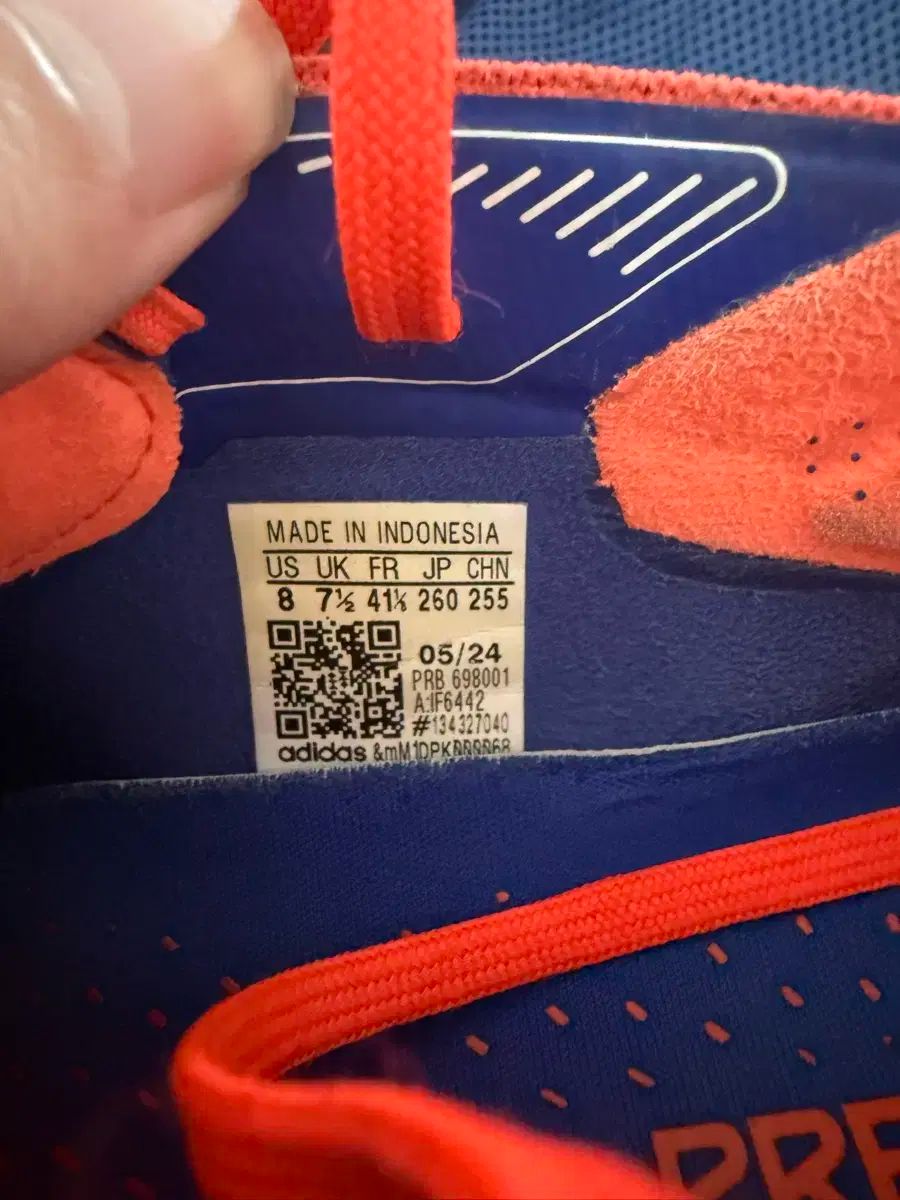 MADE IN INDONESIA
US UK FR JP CHN
8 7½ 41⅓ 260 255
05/24
PRB 698001
A:IF6442
#134327040
adidas
PRE